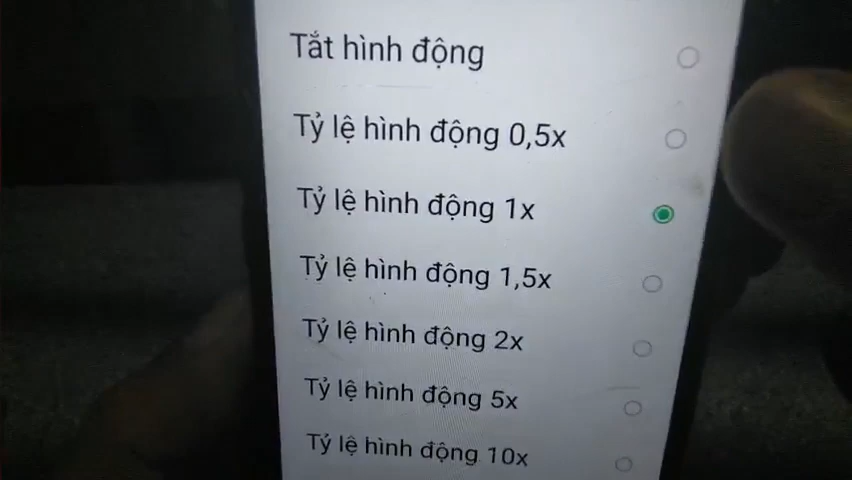 Tắt hình động
Tỷ lệ hình động 0,5x
Tỷ lệ hình động 1x
Tỷ lệ hình động 1,5x
Tỷ lệ hình động 2x
Tỷ lệ hình động 5x
Tỷ lệ hình động 10x